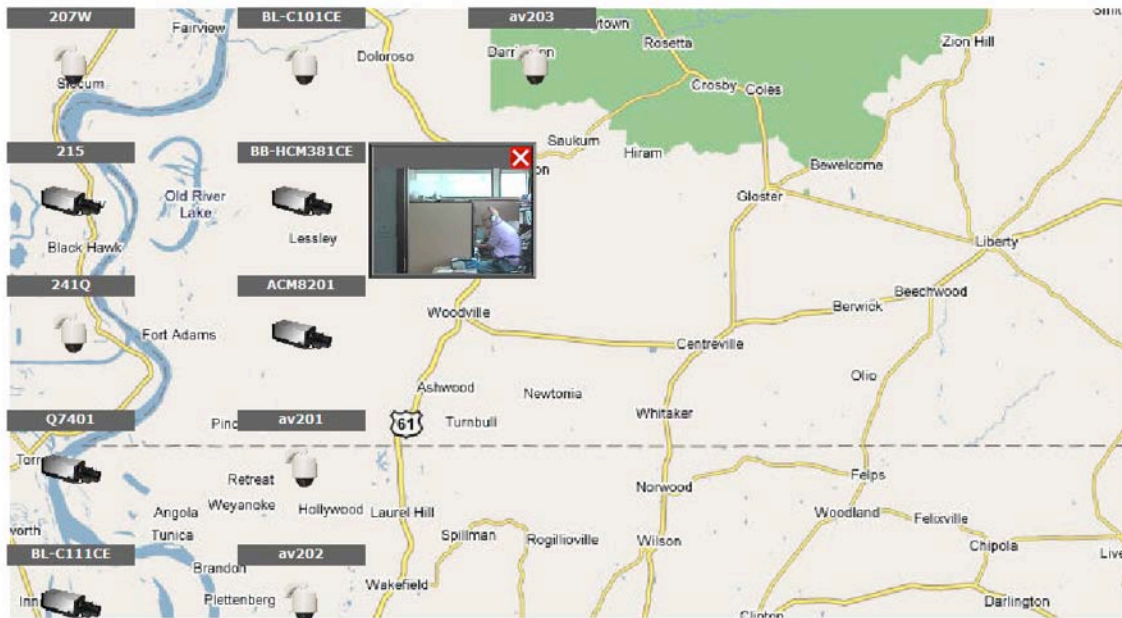 207W
BL-C101CE
av203
Fairview
Doloroso
Rosetta
Zion Hill
Crosby
Coles
215
BB-HCM381CE
Saukum
Hiram
Bewelcome
Old River
Lake
Gloster
Lessley
Black Hawk
Liberty
241Q
ACM8201
Beechwood
Berwick
Woodville
Fort Adams
Centreville
Olio
Ashwood
Newtonia
Whitaker
Q7401
av201
61
Turnbull
Retreat
Felps
Norwood
Weyanoke
Angola
Hollywood
Laurel Hill
Woodland
Felixville
Tunica
Spillman
Rogillioville
Wilson
Chipola
BL-C111CE
av202
Brandon
Wakefield
Plettenberg
Darlington
Clinton